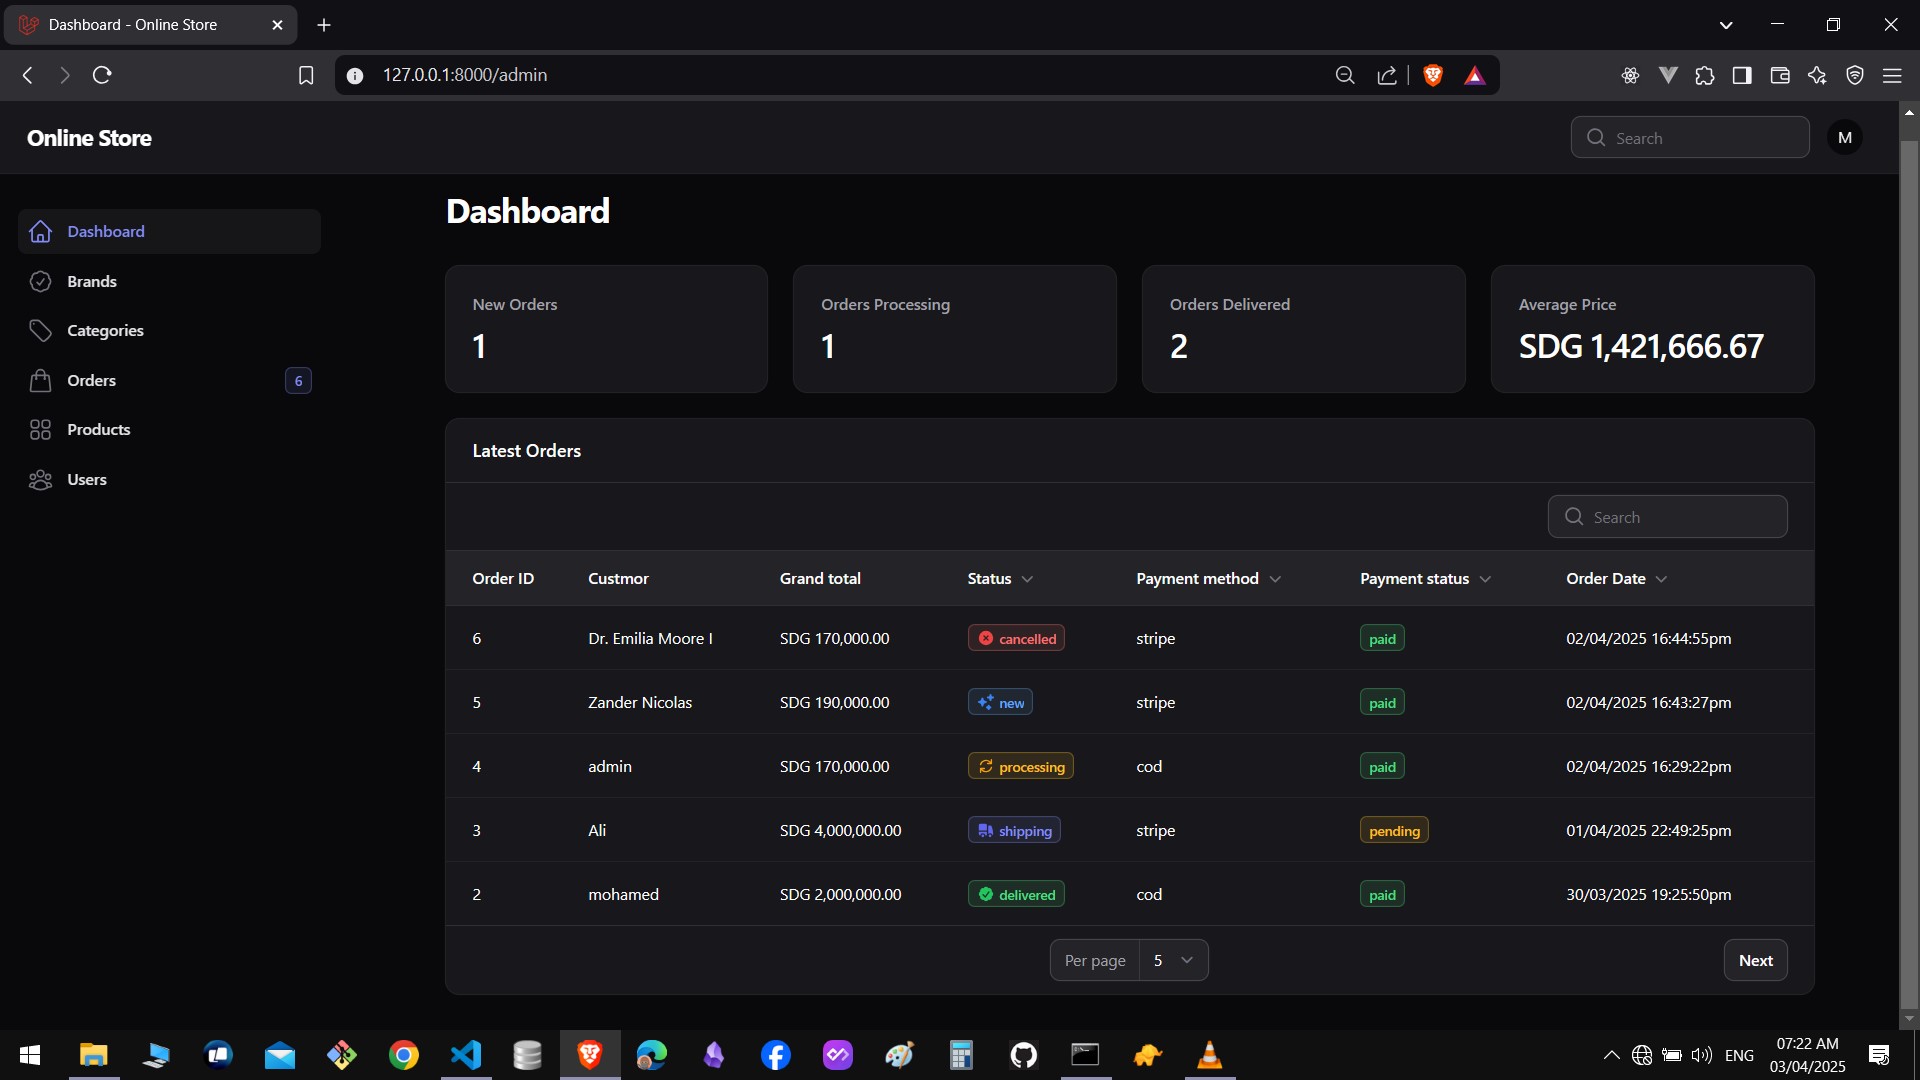 Dashboard - Online Store
127.0.0.1:8000/admin
Online Store
Search
M
Dashboard
Brands
Categories
Orders 6
Products
Users
Dashboard
New Orders
1
Orders Processing
1
Orders Delivered
2
Average Price
SDG 1,421,666.67
Latest Orders
Search
Order ID Custmor Grand total Status Payment method Payment status Order Date
6 Dr. Emilia Moore I SDG 170,000.00 cancelled stripe paid 02/04/2025 16:44:55pm
5 Zander Nicolas SDG 190,000.00 new stripe paid 02/04/2025 16:43:27pm
4 admin SDG 170,000.00 processing cod paid 02/04/2025 16:29:22pm
3 Ali SDG 4,000,000.00 shipping stripe pending 01/04/2025 22:49:25pm
2 mohamed SDG 2,000,000.00 delivered cod paid 30/03/2025 19:25:50pm
Per page 5
Next
ENG
07:22 AM
03/04/2025